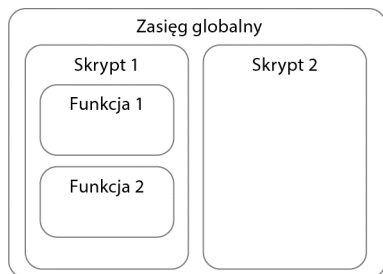 Zasięg globalny
Skrypt 1
Skrypt 2
Funkcja 1
Funkcja 2